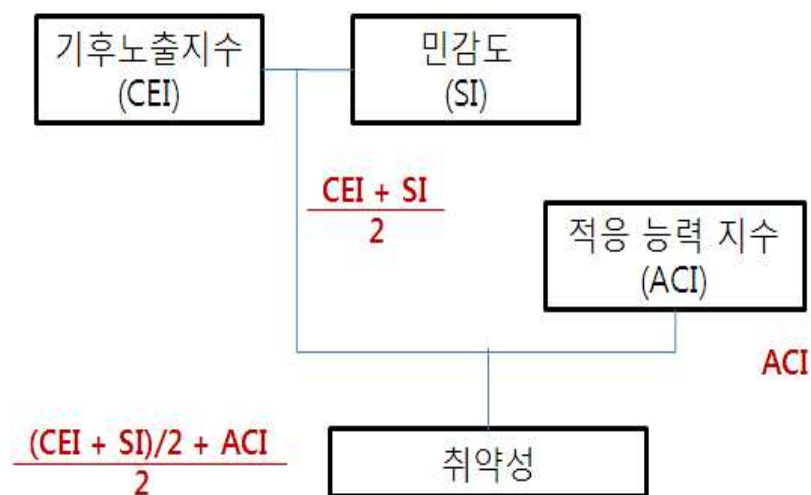 기후노출지수
(CEI)
민감도
(SI)
CEI + SI
2
적응 능력 지수
(ACI)
ACI
(CEI + SI)/2 + ACI
2
취약성